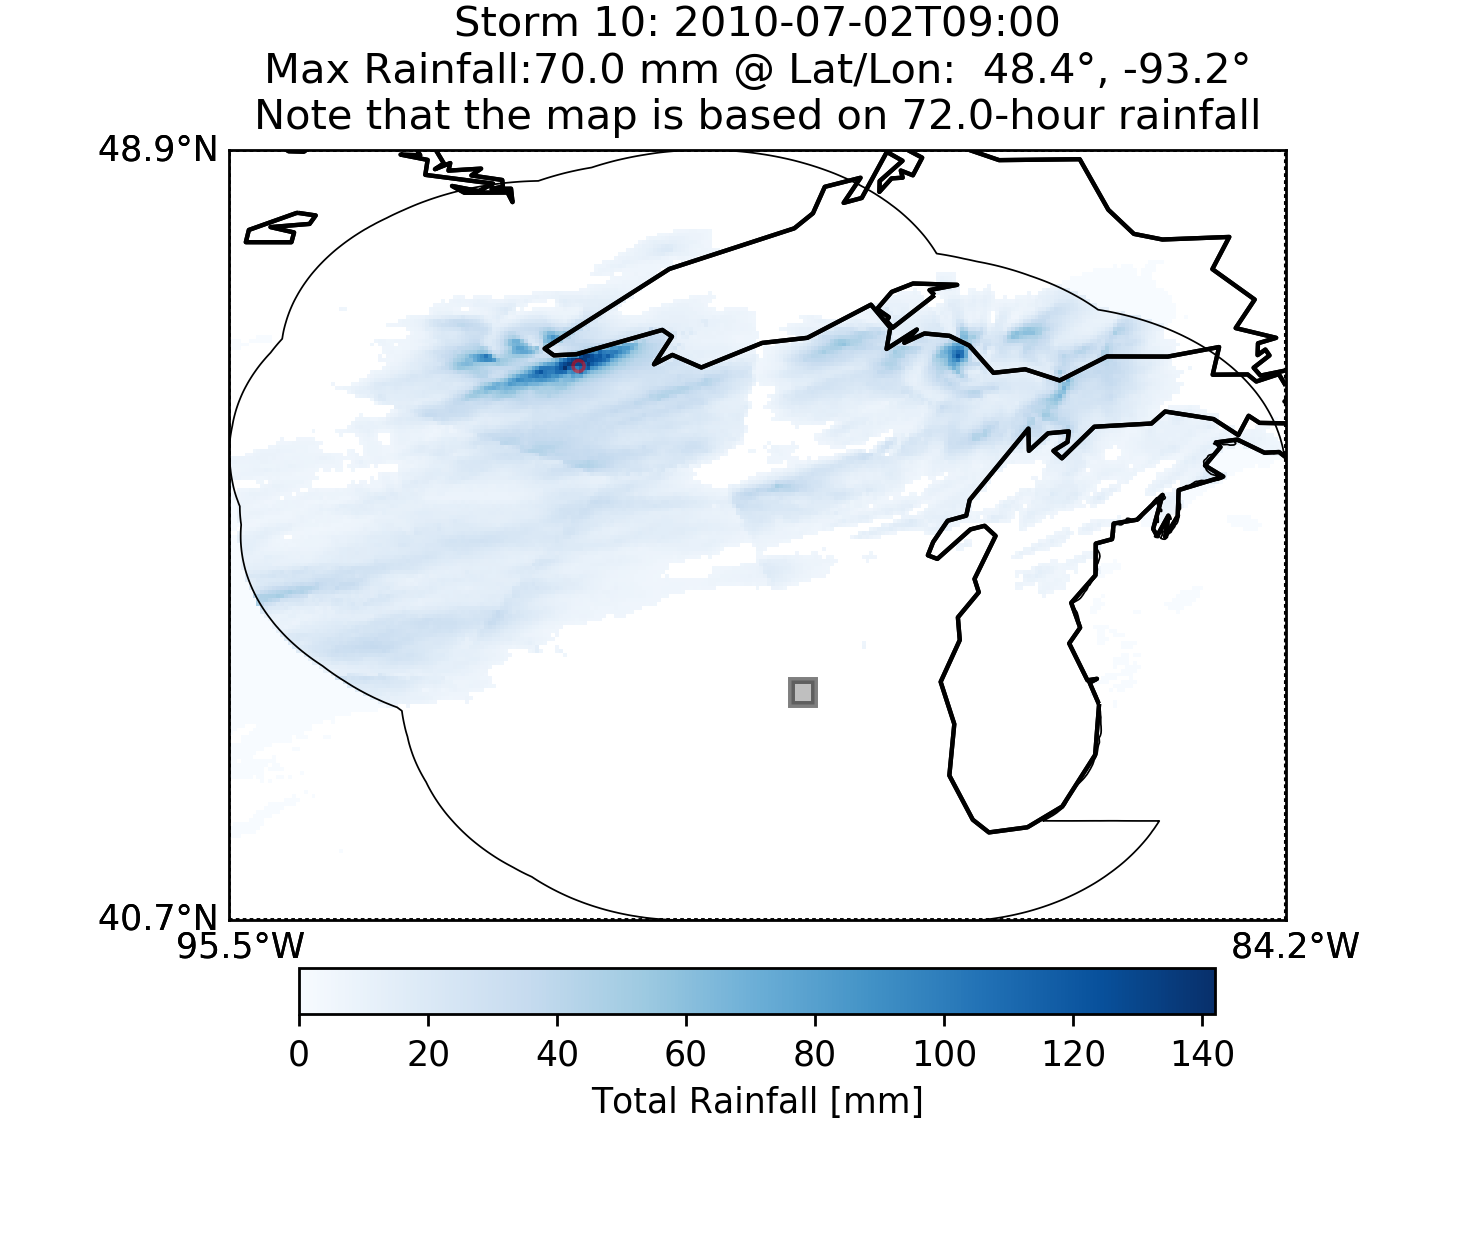 Storm 10: 2010-07-02T09:00
Max Rainfall:70.0 mm @ Lat/Lon:  48.4°, -93.2°
Note that the map is based on 72.0-hour rainfall
48.9°N
40.7°N
95.5°W 84.2°W
0 20 40 60 80 100 120 140
Total Rainfall [mm]